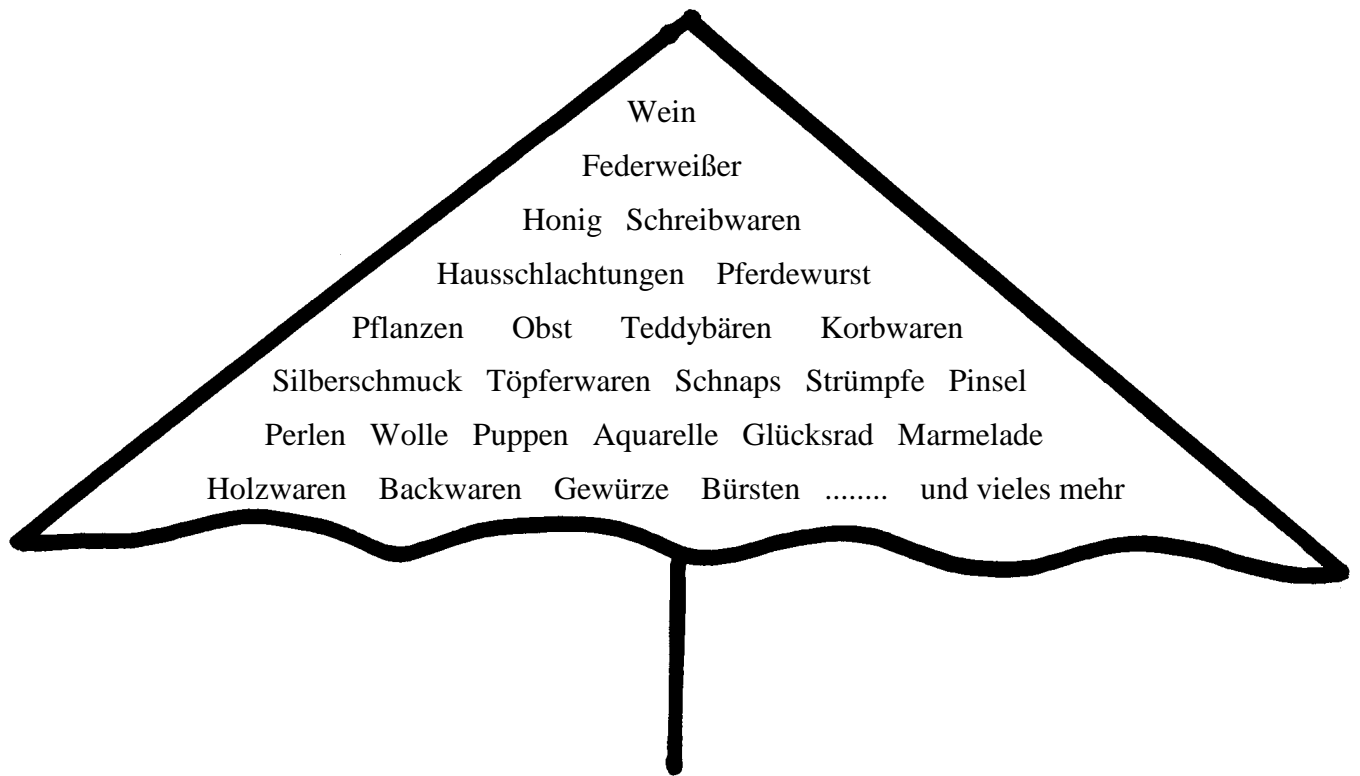 Wein
Federweißer
Honig Schreibwaren
Hausschlachtungen Pferdewurst
Pflanzen Obst Teddybären Korbwaren
Silberschmuck Töpferwaren Schnaps Strümpfe Pinsel
Perlen Wolle Puppen Aquarelle Glücksrad Marmelade
Holzwaren Backwaren Gewürze Bürsten ........ und vieles mehr